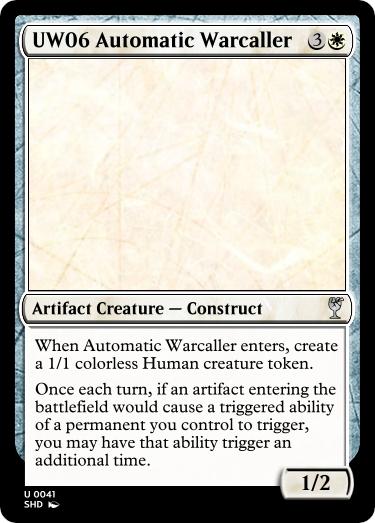 UW06 Automatic Warcaller 3
Artifact Creature — Construct
When Automatic Warcaller enters, create
a 1/1 colorless Human creature token.
Once each turn, if an artifact entering the
battlefield would cause a triggered ability
of a permanent you control to trigger,
you may have that ability trigger an
additional time.
1/2
U 0041
SHD